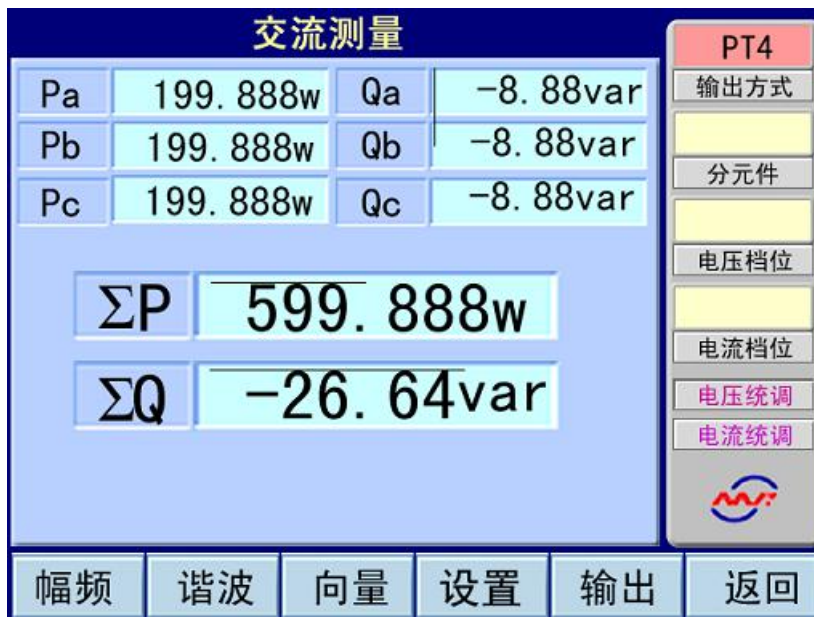 交流测量
Pa 199.888w Qa -8.88var
Pb 199.888w Qb -8.88var
Pc 199.888w Qc -8.88var
ΣP 599.888w
ΣQ -26.64var
PT4
输出方式
分元件
电压档位
电流档位
电压统调
电流统调
幅频 谐波 向量 设置 输出 返回